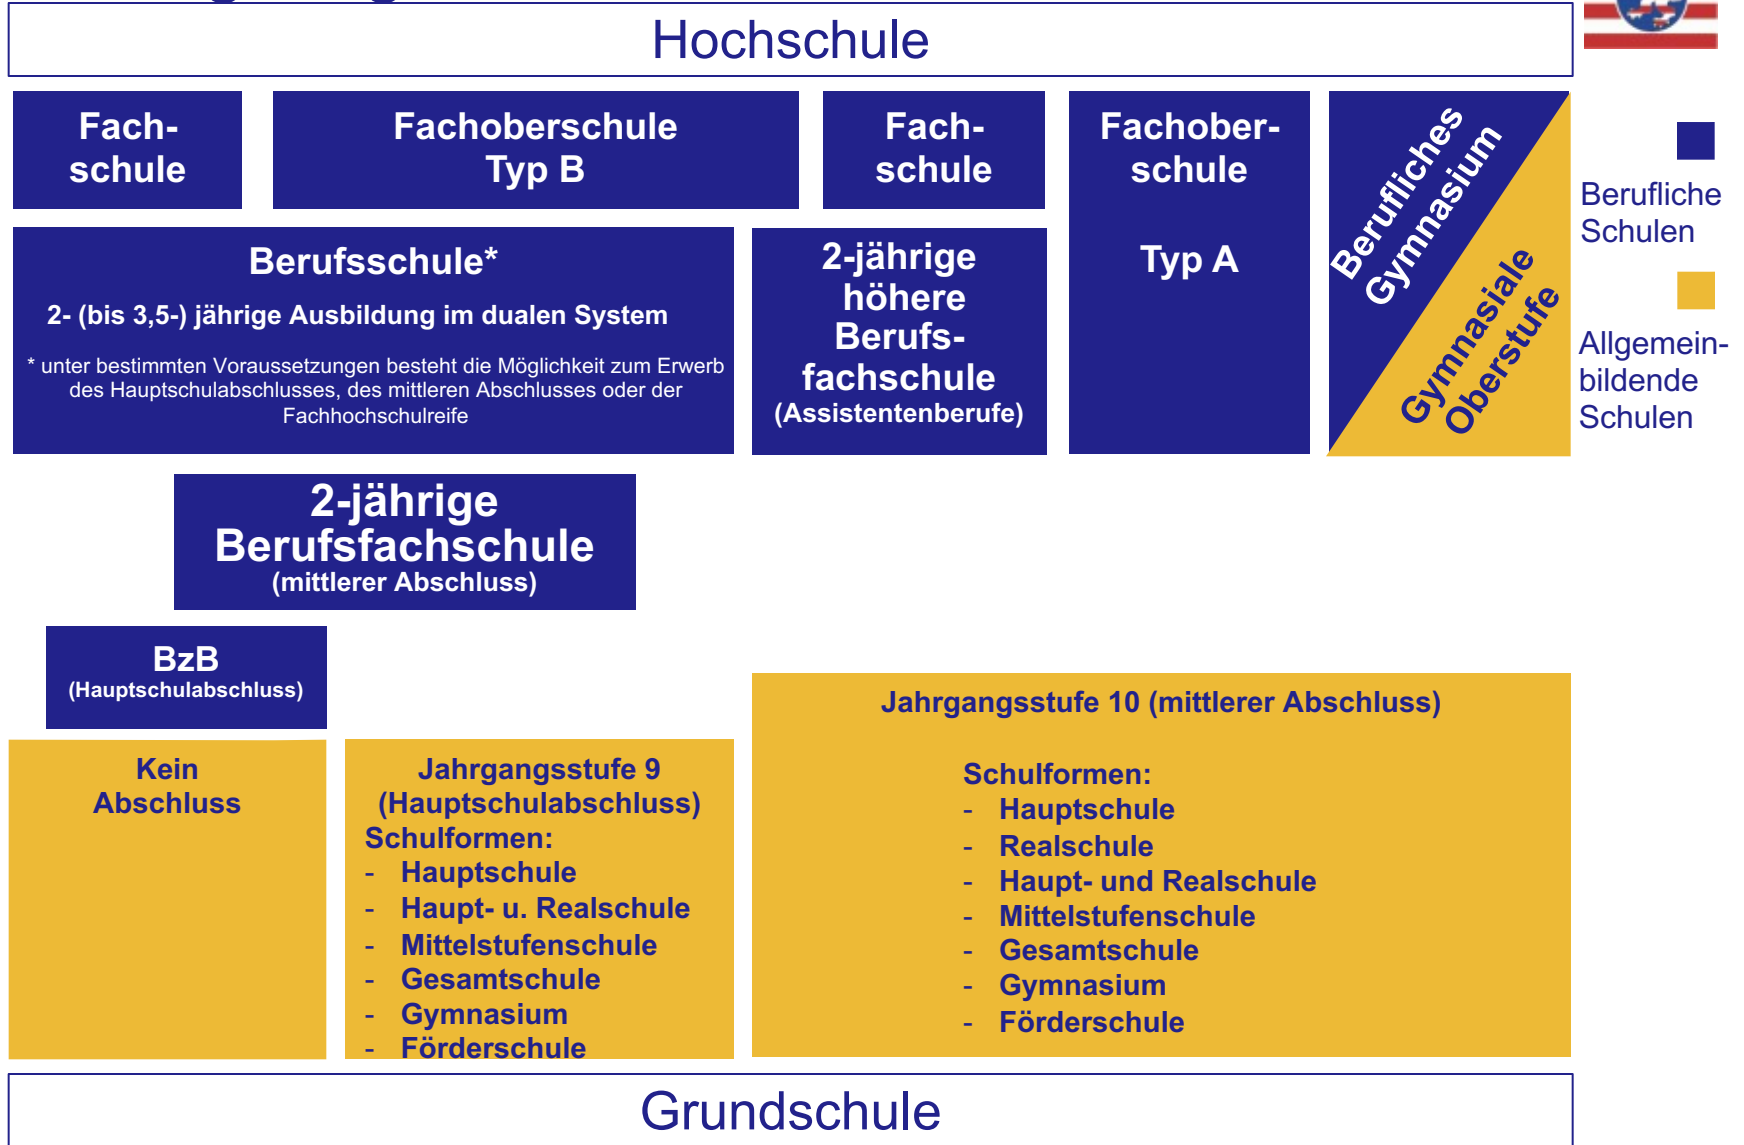 Hochschule
Fach-
schule
Fachoberschule
Typ B
Fach-
schule
Fachober-
schule
Typ A
Berufliches
Gymnasium
Gymnasiale
Oberstufe
Berufliche
Schulen
Allgemein-
bildende
Schulen
Berufsschule*
2- (bis 3,5-) jährige Ausbildung im dualen System
* unter bestimmten Voraussetzungen besteht die Möglichkeit zum Erwerb
des Hauptschulabschlusses, des mittleren Abschlusses oder der
Fachhochschulreife
2-jährige
höhere
Berufs-
fachschule
(Assistentenberufe)
2-jährige
Berufsfachschule
(mittlerer Abschluss)
BzB
(Hauptschulabschluss)
Kein
Abschluss
Jahrgangsstufe 9
(Hauptschulabschluss)
Schulformen:
- Hauptschule
- Haupt- u. Realschule
- Mittelstufenschule
- Gesamtschule
- Gymnasium
- Förderschule
Jahrgangsstufe 10 (mittlerer Abschluss)
Schulformen:
- Hauptschule
- Realschule
- Haupt- und Realschule
- Mittelstufenschule
- Gesamtschule
- Gymnasium
- Förderschule
Grundschule